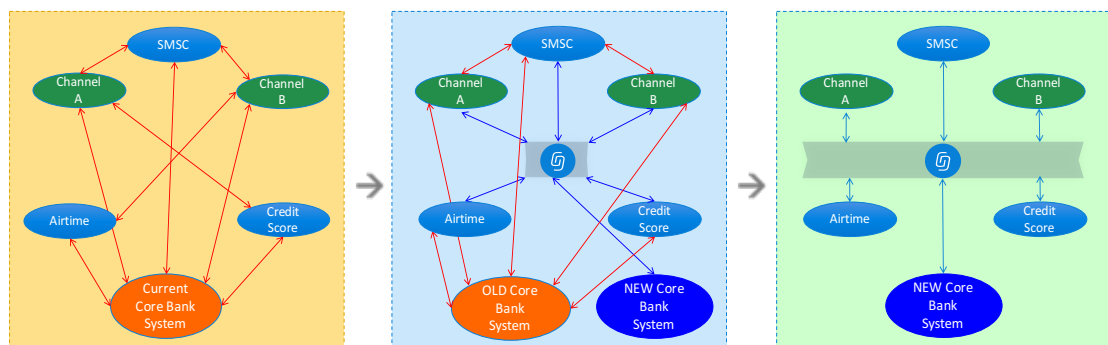 SMSC
Channel
A
Channel
B
Airtime
Credit
Score
Current
Core Bank
System
SMSC
Channel
A
Channel
B
Airtime
Credit
Score
OLD Core
Bank
System
NEW Core
Bank
System
SMSC
Channel
A
Channel
B
Airtime
Credit
Score
NEW Core
Bank
System